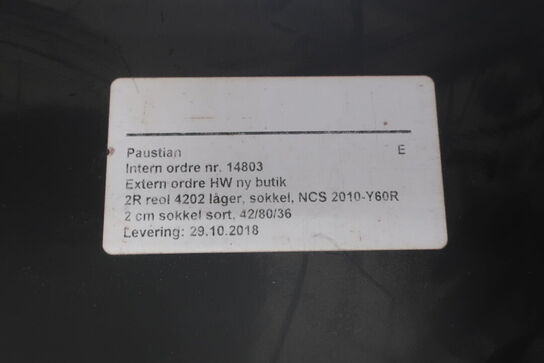 Paustian E
Intern ordre nr. 14803
Extern ordre HW ny butik
2R reol 4202 låger, sokkel, NCS 2010-Y60R
2 cm sokkel sort, 42/80/36
Levering: 29.10.2018